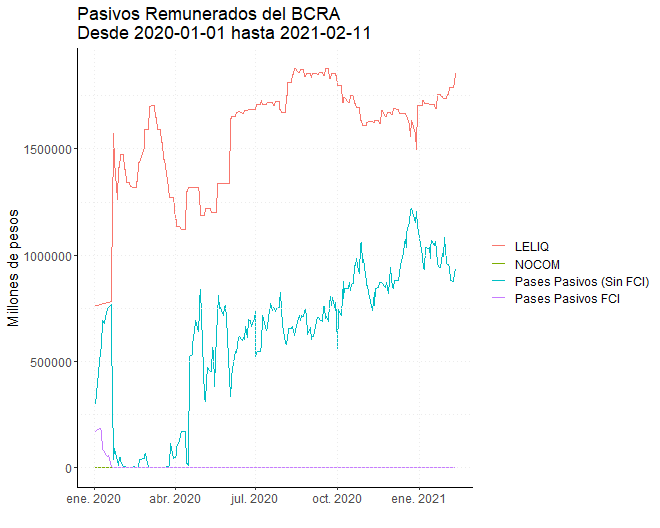 Pasivos Remunerados del BCRA
Desde 2020-01-01 hasta 2021-02-11
Millones de pesos
1500000
1000000
500000
0
ene. 2020
abr. 2020
jul. 2020
oct. 2020
ene. 2021
LELIQ
NOCOM
Pases Pasivos (Sin FCI)
Pases Pasivos FCI